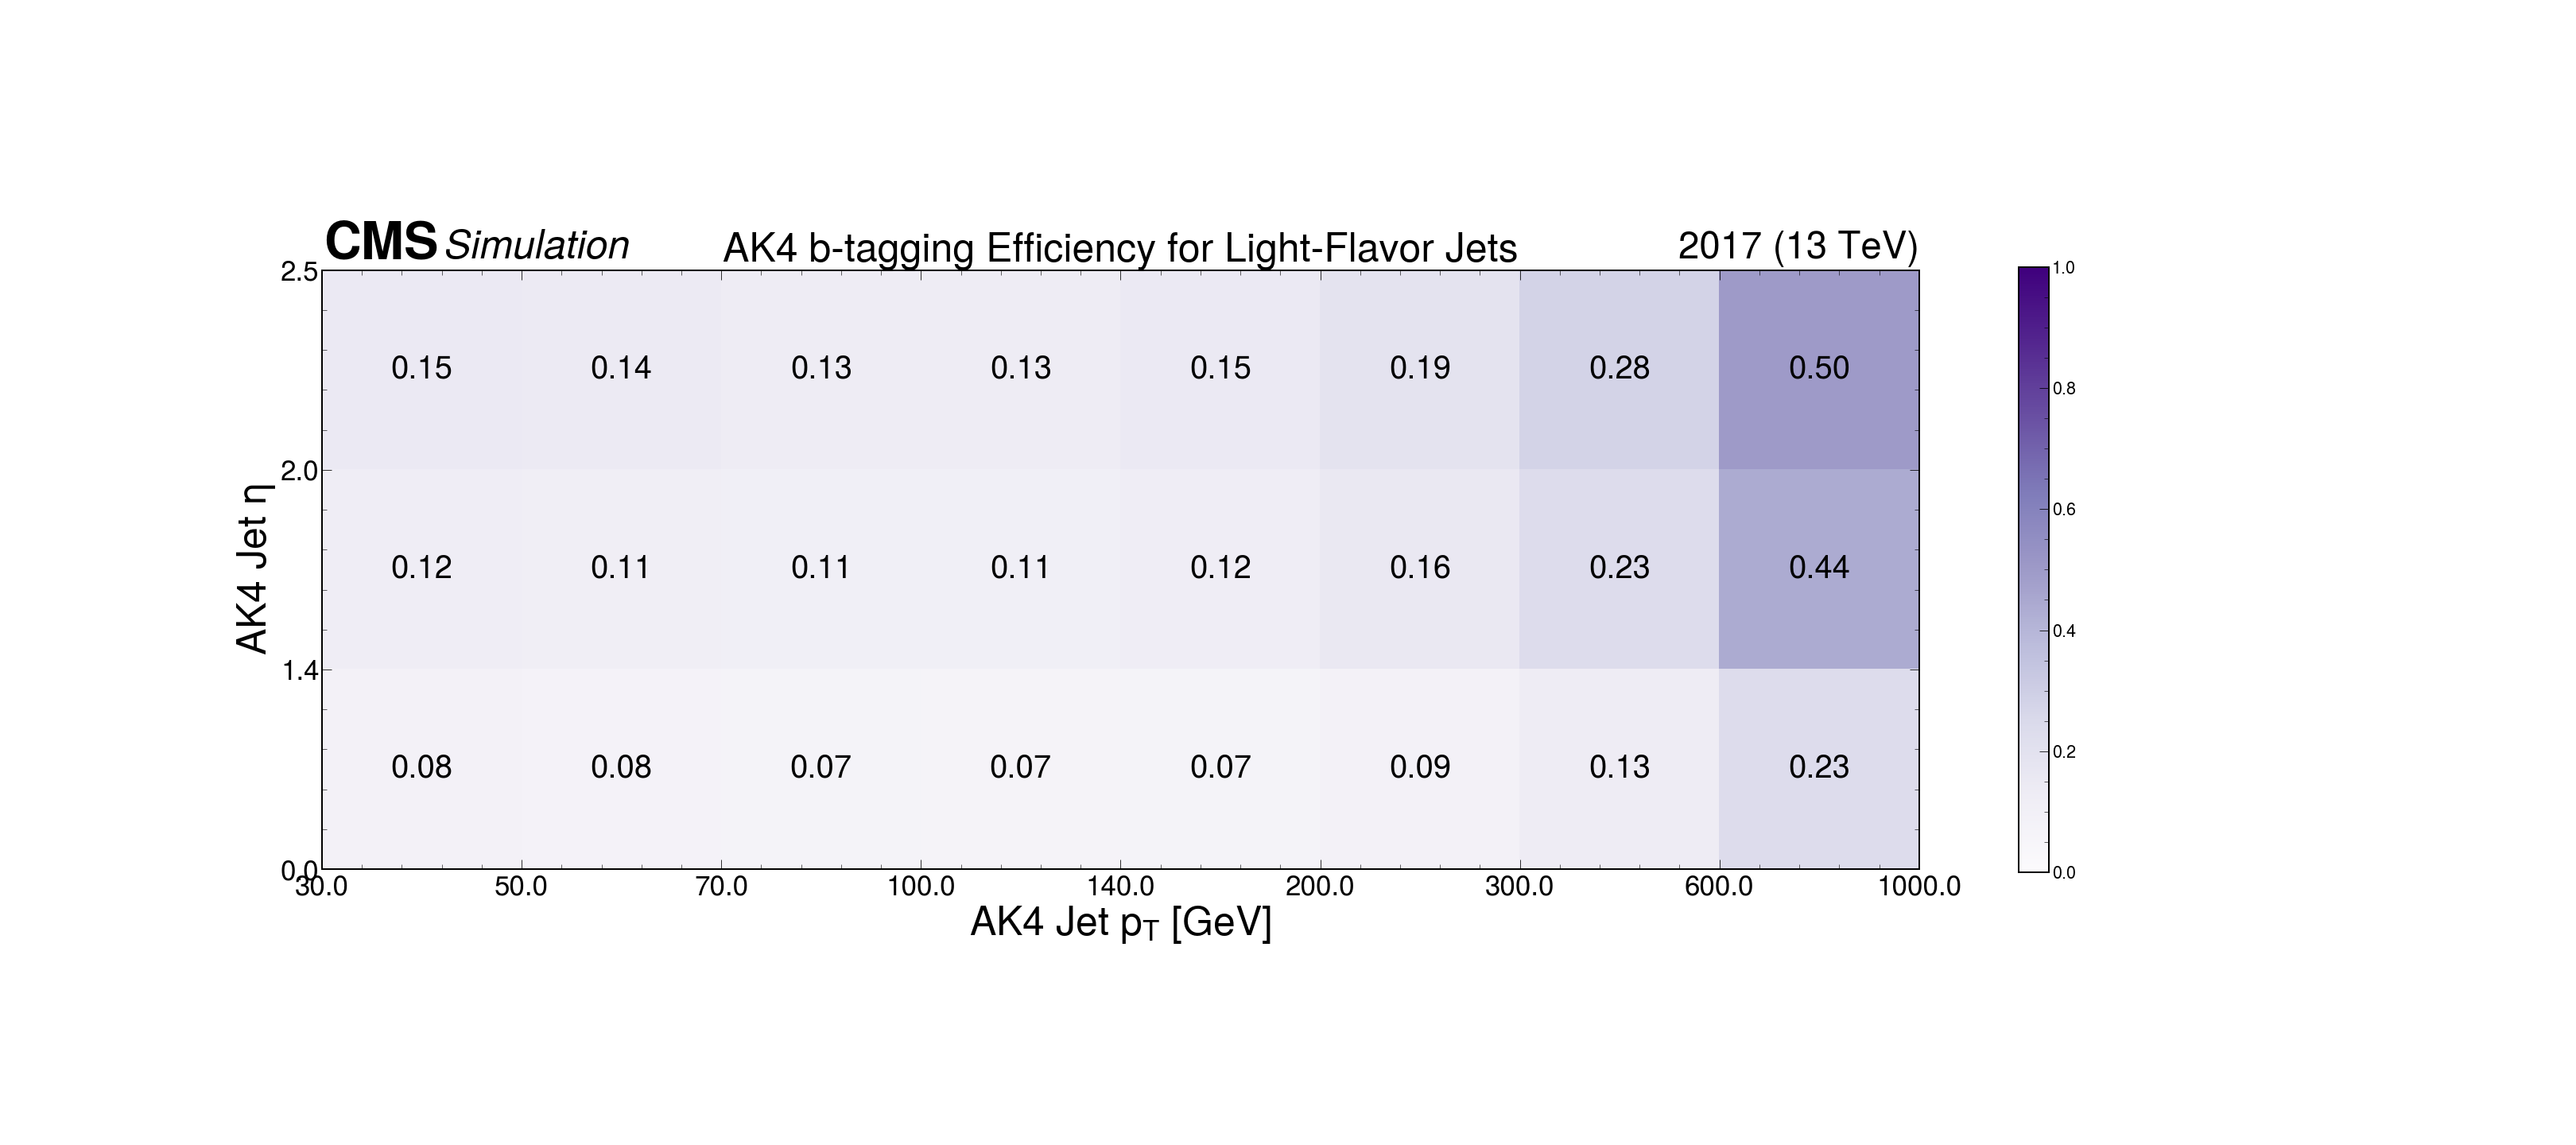 CMS Simulation AK4 b-tagging Efficiency for Light-Flavor Jets 2017 (13 TeV)
2.5 1.0
0.15 0.14 0.13 0.13 0.15 0.19 0.28 0.50
0.8
2.0
0.6
AK4 Jet η
0.12 0.11 0.11 0.11 0.12 0.16 0.23 0.44
0.4
1.4
0.2
0.08 0.08 0.07 0.07 0.07 0.09 0.13 0.23
0.0 0.0
30.0 50.0 70.0 100.0 140.0 200.0 300.0 600.0 1000.0
AK4 Jet pT [GeV]